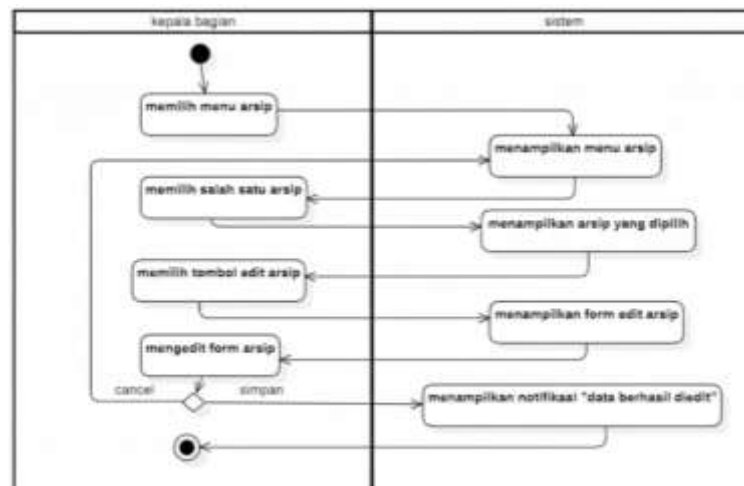 kepala bagian
sistem
memilih menu arsip
menampilkan menu arsip
memilih salah satu arsip
menampilkan arsip yang dipilih
memilih tombol edit arsip
menampilkan form edit arsip
mengedit form arsip
cancel
simpan
menampilkan notifikasi "data berhasil diedit"